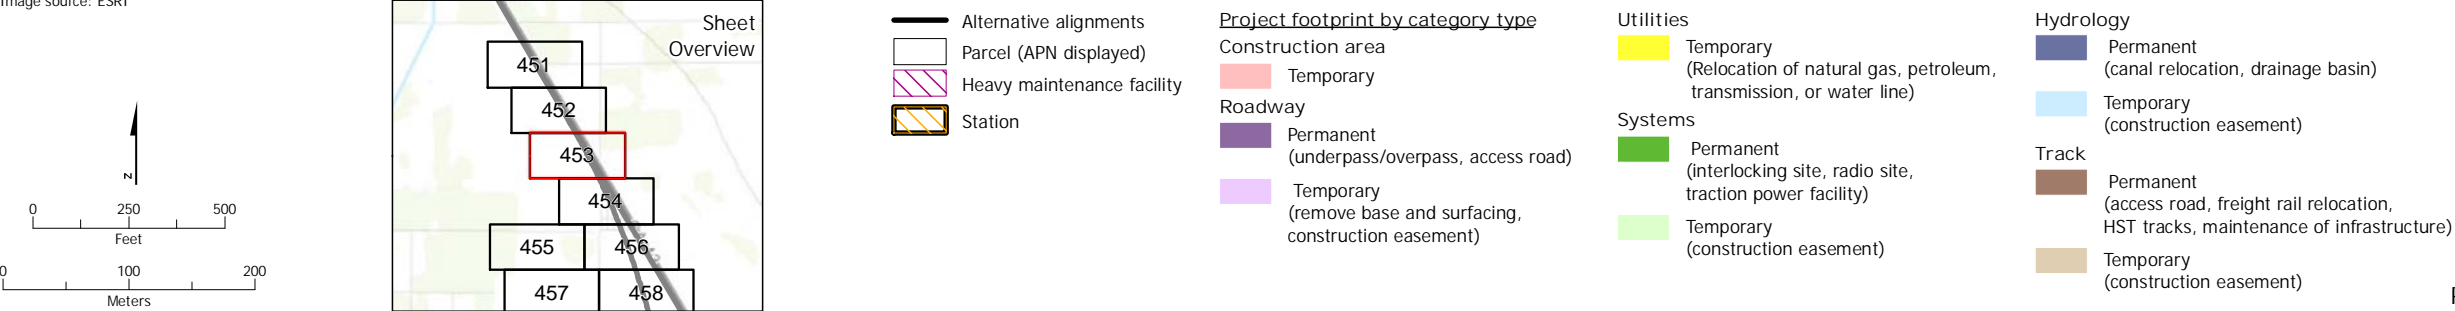 Image source: ESRI
N
0 250 500
Feet
0 100 200
Meters
Sheet
Overview
451
452
453
454
455 456
457 458
Alternative alignments
Parcel (APN displayed)
Heavy maintenance facility
Station
Project footprint by category type
Construction area
Temporary
Roadway
Permanent
(underpass/overpass, access road)
Temporary
(remove base and surfacing,
construction easement)
Utilities
Temporary
(Relocation of natural gas, petroleum,
transmission, or water line)
Systems
Permanent
(interlocking site, radio site,
traction power facility)
Temporary
(construction easement)
Hydrology
Permanent
(canal relocation, drainage basin)
Temporary
(construction easement)
Track
Permanent
(access road, freight rail relocation,
HST tracks, maintenance of infrastructure)
Temporary
(construction easement)